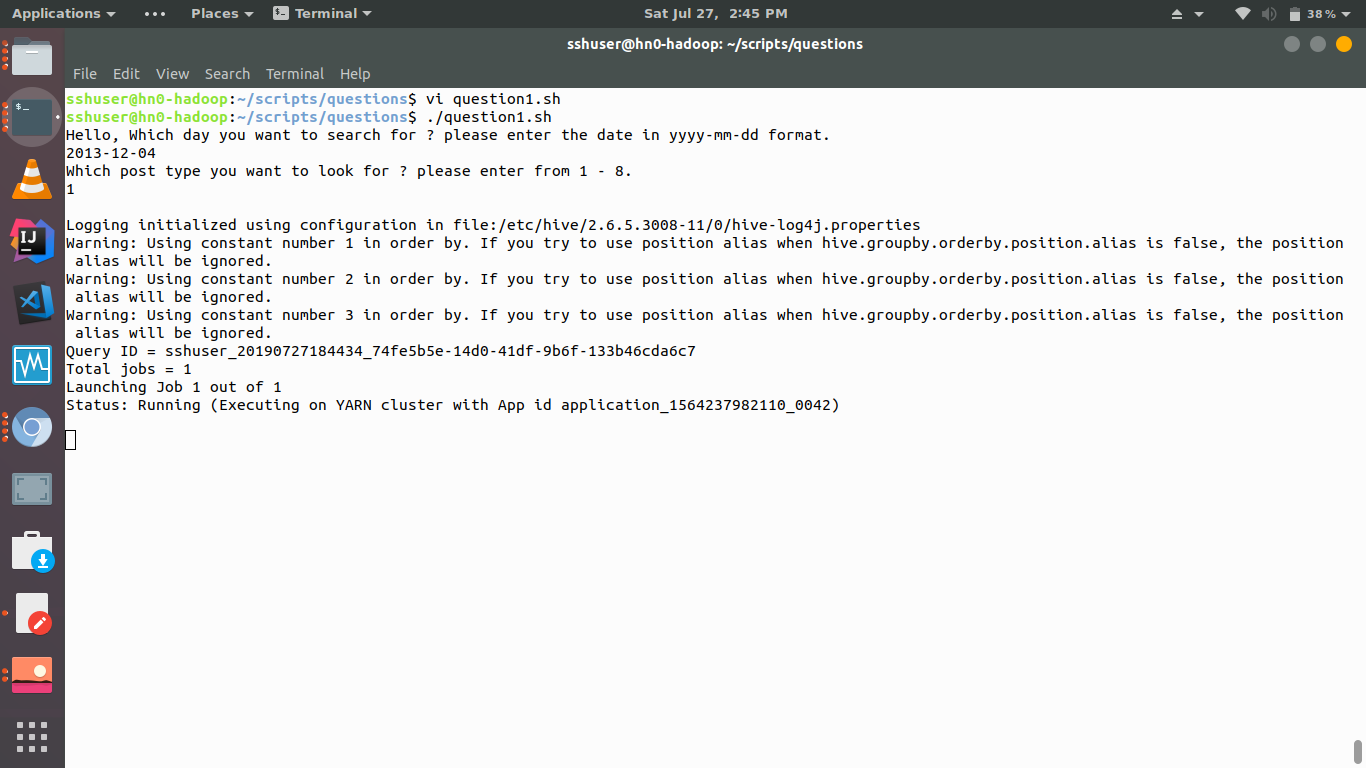 Applications Places Terminal Sat Jul 27, 2:45 PM 38 %
sshuser@hn0-hadoop: ~/scripts/questions
File Edit View Search Terminal Help
sshuser@hn0-hadoop:~/scripts/questions$ vi question1.sh
sshuser@hn0-hadoop:~/scripts/questions$ ./question1.sh
Hello, Which day you want to search for ? please enter the date in yyyy-mm-dd format.
2013-12-04
Which post type you want to look for ? please enter from 1 - 8.
1
Logging initialized using configuration in file:/etc/hive/2.6.5.3008-11/0/hive-log4j.properties
Warning: Using constant number 1 in order by. If you try to use position alias when hive.groupby.orderby.position.alias is false, the position
alias will be ignored.
Warning: Using constant number 2 in order by. If you try to use position alias when hive.groupby.orderby.position.alias is false, the position
alias will be ignored.
Warning: Using constant number 3 in order by. If you try to use position alias when hive.groupby.orderby.position.alias is false, the position
alias will be ignored.
Query ID = sshuser_20190727184434_74fe5b5e-14d0-41df-9b6f-133b46cda6c7
Total jobs = 1
Launching Job 1 out of 1
Status: Running (Executing on YARN cluster with App id application_1564237982110_0042)
$_
IJ